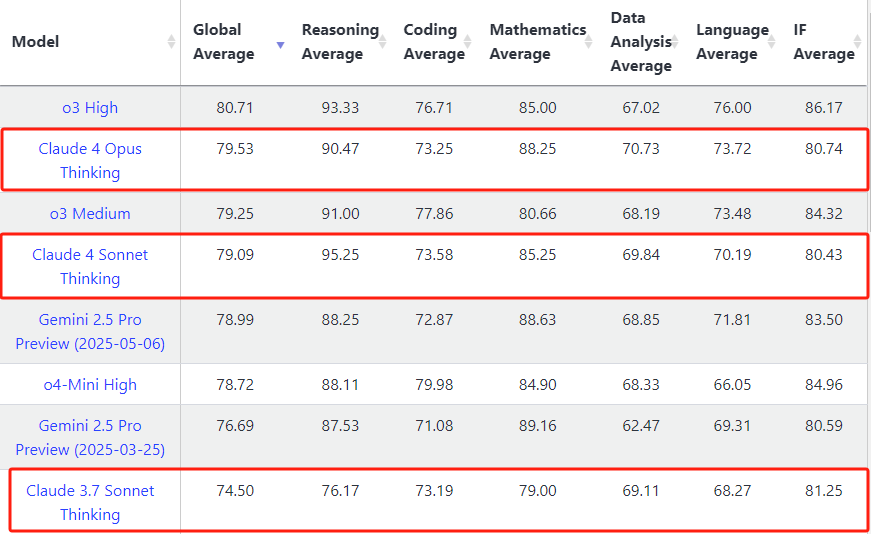 Model Global Average Reasoning Average Coding Average Mathematics Average Data Analysis Average Language Average IF Average
o3 High 80.71 93.33 76.71 85.00 67.02 76.00 86.17
Claude 4 Opus Thinking 79.53 90.47 73.25 88.25 70.73 73.72 80.74
o3 Medium 79.25 91.00 77.86 80.66 68.19 73.48 84.32
Claude 4 Sonnet Thinking 79.09 95.25 73.58 85.25 69.84 70.19 80.43
Gemini 2.5 Pro Preview (2025-05-06) 78.99 88.25 72.87 88.63 68.85 71.81 83.50
o4-Mini High 78.72 88.11 79.98 84.90 68.33 66.05 84.96
Gemini 2.5 Pro Preview (2025-03-25) 76.69 87.53 71.08 89.16 62.47 69.31 80.59
Claude 3.7 Sonnet Thinking 74.50 76.17 73.19 79.00 69.11 68.27 81.25